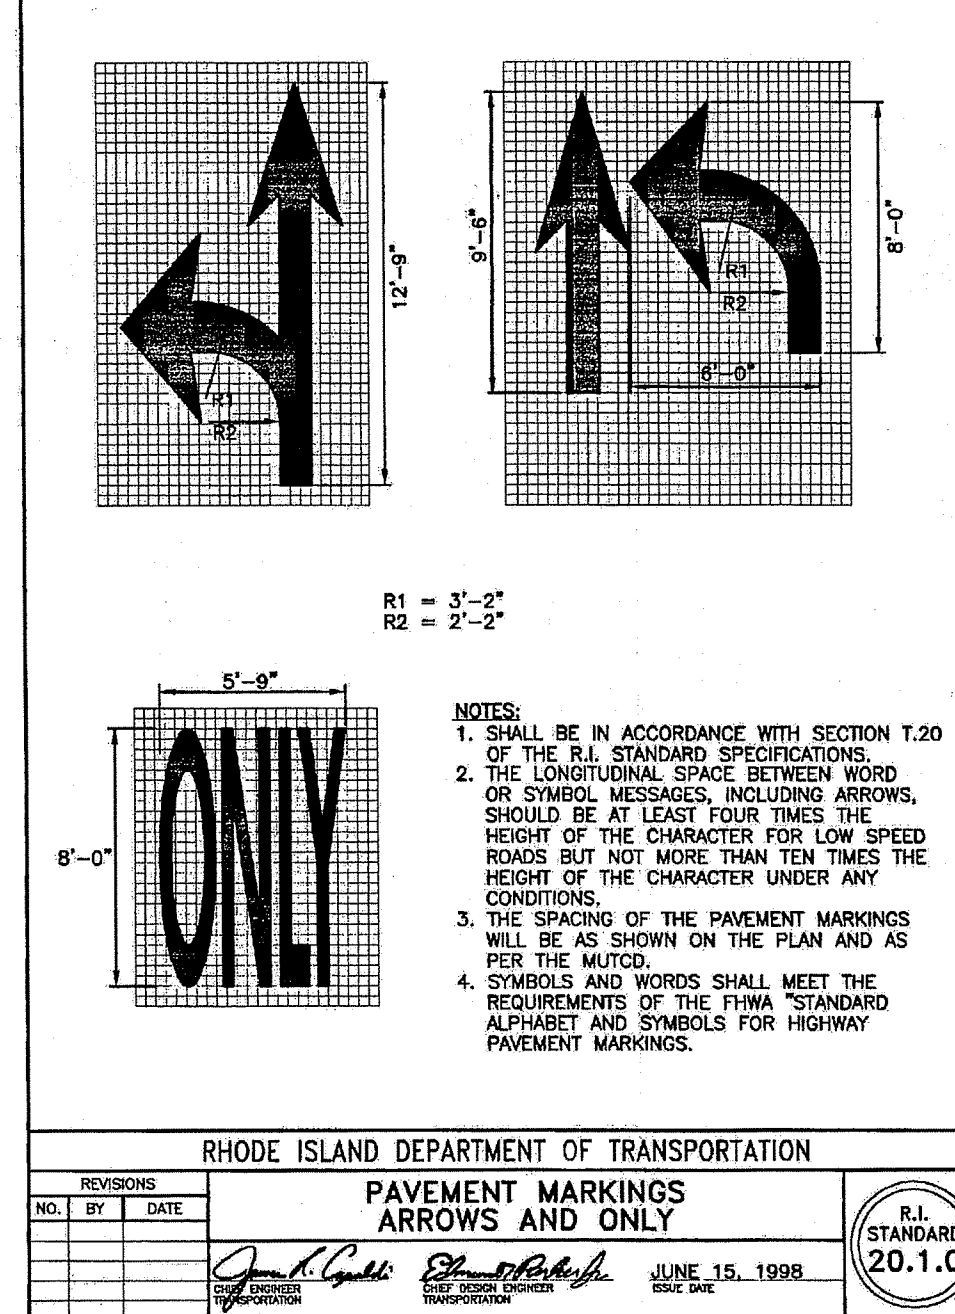 12'-9"
R1
R2
9'-6"
8'-0"
R1
R2
6'-0"
R1 = 3'-2"
R2 = 2'-2"
5'-9"
8'-0"
ONLY
NOTES:
1. SHALL BE IN ACCORDANCE WITH SECTION T.20
OF THE R.I. STANDARD SPECIFICATIONS.
2. THE LONGITUDINAL SPACE BETWEEN WORD
OR SYMBOL MESSAGES, INCLUDING ARROWS,
SHOULD BE AT LEAST FOUR TIMES THE
HEIGHT OF THE CHARACTER FOR LOW SPEED
ROADS BUT NOT MORE THAN TEN TIMES THE
HEIGHT OF THE CHARACTER UNDER ANY
CONDITIONS.
3. THE SPACING OF THE PAVEMENT MARKINGS
WILL BE AS SHOWN ON THE PLAN AND AS
PER THE MUTCD.
4. SYMBOLS AND WORDS SHALL MEET THE
REQUIREMENTS OF THE FHWA "STANDARD
ALPHABET AND SYMBOLS FOR HIGHWAY
PAVEMENT MARKINGS.
RHODE ISLAND DEPARTMENT OF TRANSPORTATION
REVISIONS
NO. BY DATE
PAVEMENT MARKINGS
ARROWS AND ONLY
CHIEF ENGINEER
TRANSPORTATION
CHIEF DESIGN ENGINEER
TRANSPORTATION
JUNE 15, 1998
ISSUE DATE
R.I.
STANDARD
20.1.0